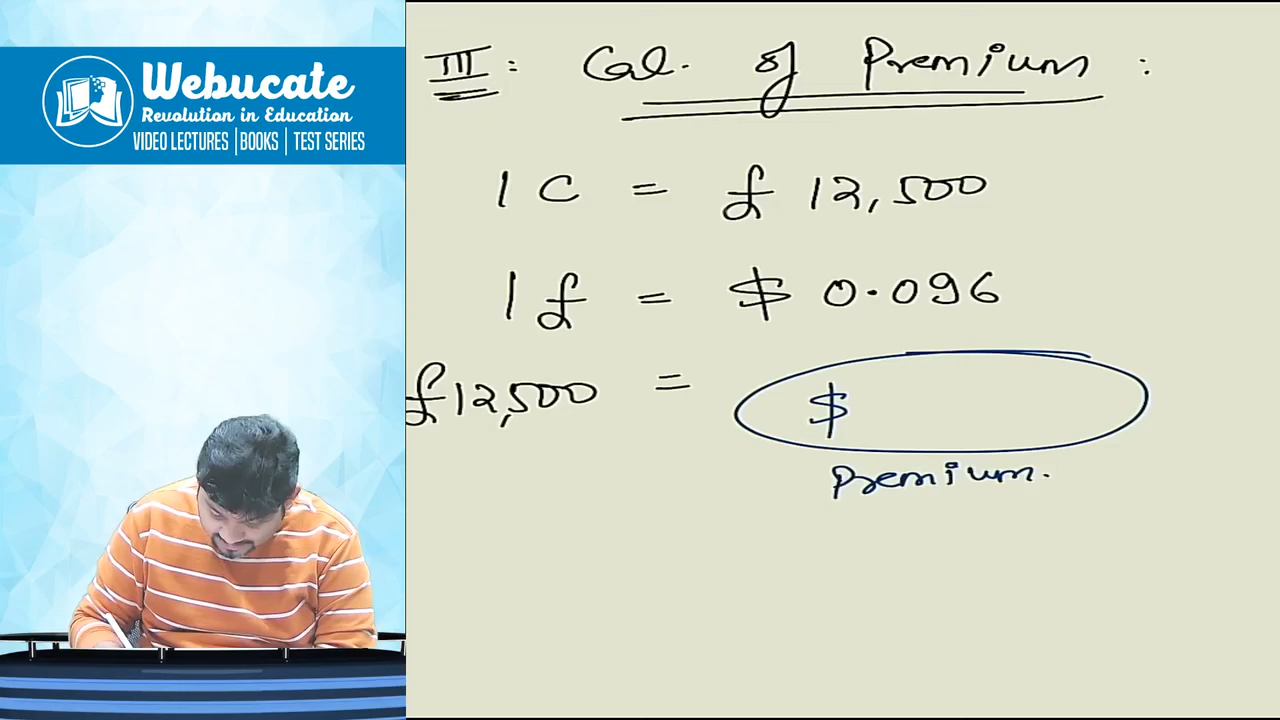 Webucate
Revolution in Education
VIDEO LECTURES | BOOKS | TEST SERIES
III : Cal. of Premium :
1 C = £ 12,500
1 £ = $ 0.096
£12,500 = $
Premium.